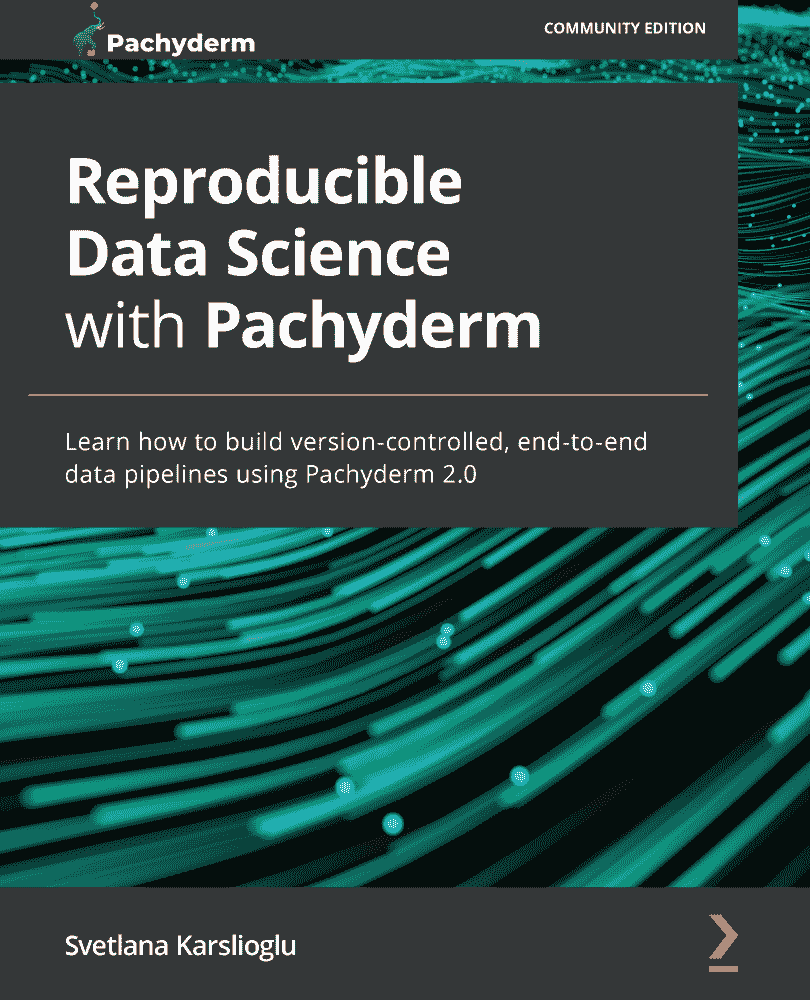 Pachyderm
COMMUNITY EDITION
Reproducible
Data Science
with Pachyderm
Learn how to build version-controlled, end-to-end
data pipelines using Pachyderm 2.0
Svetlana Karslioglu